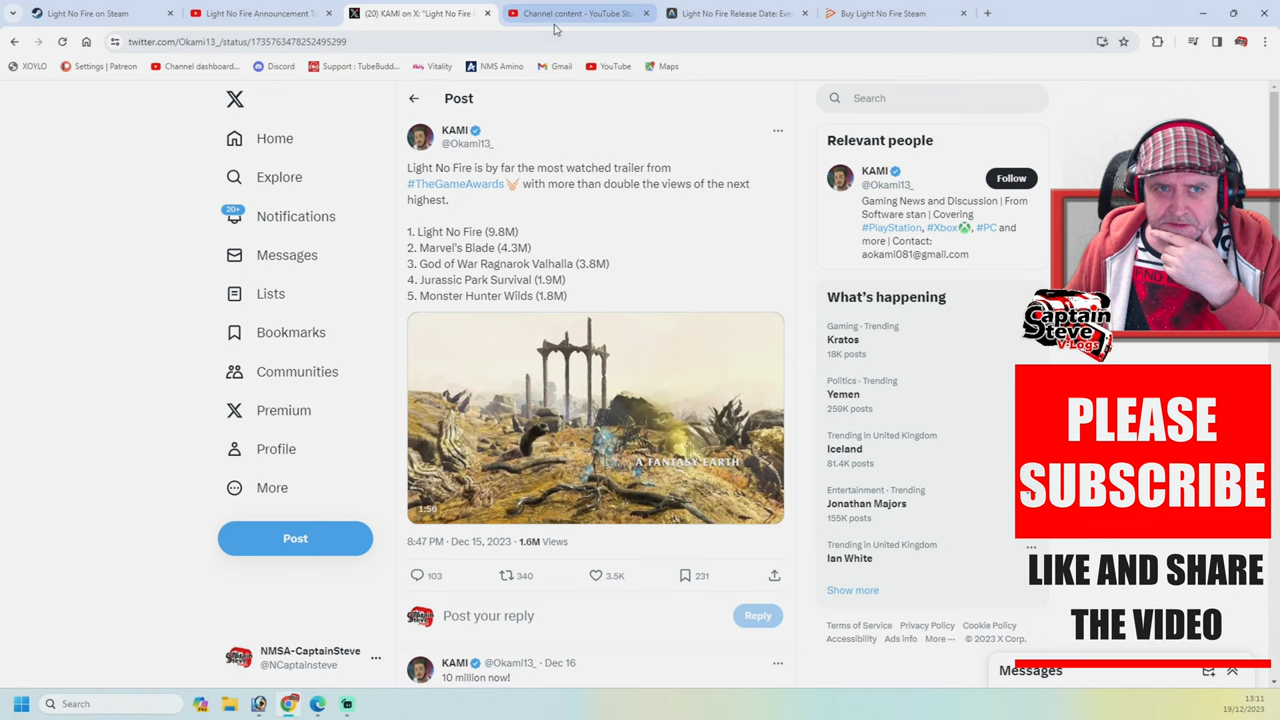 Light No Fire on Steam
Light No Fire Announcement T
(20) KAMI on X: "Light No Fire i
Channel content - YouTube Stu
Light No Fire Release Date: Eve
Buy Light No Fire Steam
twitter.com/Okami13_/status/1735563478252495299
XOYLO
Settings | Patreon
Channel dashboard...
Discord
Support : TubeBudd...
Vitality
NMS Amino
Gmail
YouTube
Maps
Home
Explore
20+
Notifications
Messages
Lists
Bookmarks
Communities
Premium
Profile
More
Post
NMSA-CaptainSteve
@NCaptainsteve
Post
KAMI
@Okami13_
Light No Fire is by far the most watched trailer from
#TheGameAwards with more than double the views of the next
highest.
1. Light No Fire (9.8M)
2. Marvel's Blade (4.3M)
3. God of War Ragnarok Valhalla (3.8M)
4. Jurassic Park Survival (1.9M)
5. Monster Hunter Wilds (1.8M)
A FANTASY EARTH
1:56
8:47 PM · Dec 15, 2023 · 1.6M Views
103
340
3.5K
231
Post your reply
Reply
KAMI @Okami13_ · Dec 16
10 million now!
Search
Relevant people
KAMI
@Okami13_
Follow
Gaming News and Discussion | From
Software stan | Covering
#PlayStation, #Xbox, #PC and
more | Contact:
aokami081@gmail.com
What's happening
Gaming · Trending
Kratos
18K posts
Politics · Trending
Yemen
259K posts
Trending in United Kingdom
Iceland
81.4K posts
Entertainment · Trending
Jonathan Majors
155K posts
Trending in United Kingdom
Ian White
Show more
Terms of Service Privacy Policy Cookie Policy
Accessibility Ads info More ··· © 2023 X Corp.
Captain
Steve
V-Logs
PLEASE
SUBSCRIBE
LIKE AND SHARE
THE VIDEO
Messages
Search
13:11
19/12/2023